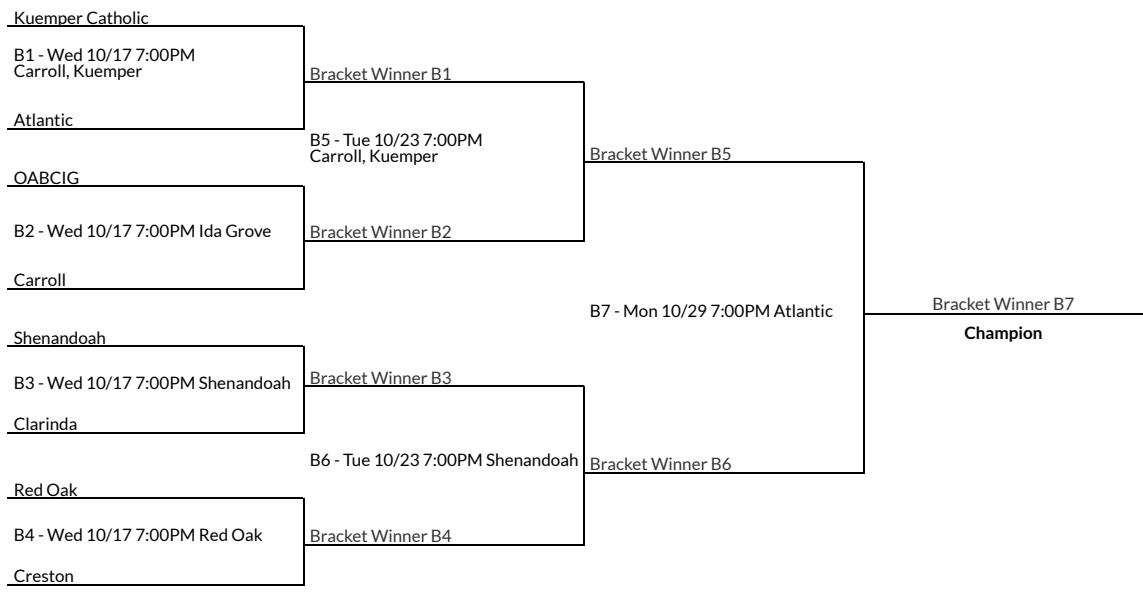 Kuemper Catholic
B1 - Wed 10/17 7:00PM
Carroll, Kuemper
Atlantic
OABCIG
B2 - Wed 10/17 7:00PM Ida Grove
Carroll
Shenandoah
B3 - Wed 10/17 7:00PM Shenandoah
Clarinda
Red Oak
B4 - Wed 10/17 7:00PM Red Oak
Creston
Bracket Winner B1
B5 - Tue 10/23 7:00PM
Carroll, Kuemper
Bracket Winner B2
Bracket Winner B3
B6 - Tue 10/23 7:00PM Shenandoah
Bracket Winner B4
Bracket Winner B5
B7 - Mon 10/29 7:00PM Atlantic
Bracket Winner B6
Bracket Winner B7
Champion